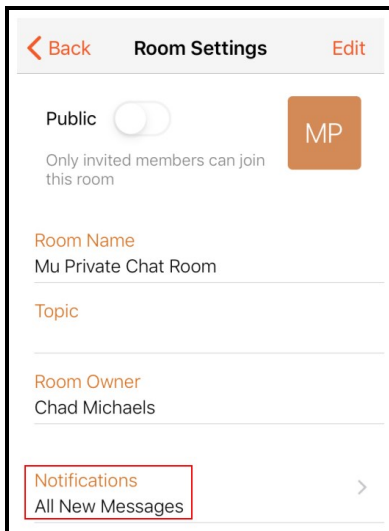 Back Room Settings Edit
Public
MP
Only invited members can join
this room
Room Name
Mu Private Chat Room
Topic
Room Owner
Chad Michaels
Notifications
All New Messages